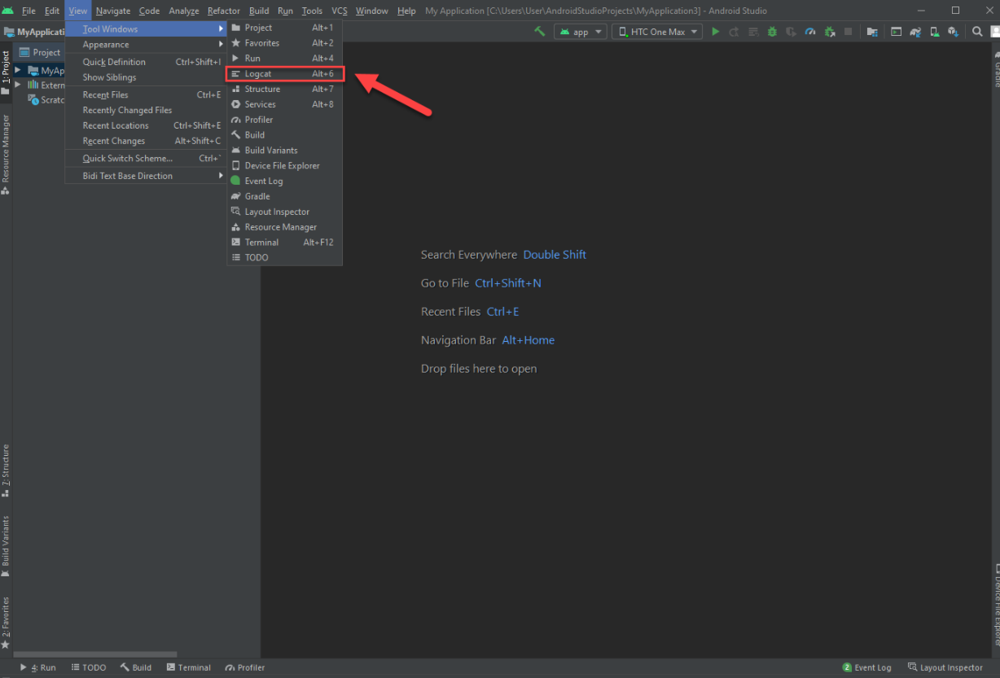 File Edit View Navigate Code Analyze Refactor Build Run Tools VCS Window Help My Application [C:\Users\User\AndroidStudioProjects\MyApplication3] - Android Studio
MyApplicati
app
HTC One Max
Tool Windows
Appearance
Quick Definition Ctrl+Shift+I
Show Siblings
Recent Files Ctrl+E
Recently Changed Files
Recent Locations Ctrl+Shift+E
Recent Changes Alt+Shift+C
Quick Switch Scheme... Ctrl+`
Bidi Text Base Direction
Project Alt+1
Favorites Alt+2
Run Alt+4
Logcat Alt+6
Structure Alt+7
Services Alt+8
Profiler
Build
Build Variants
Device File Explorer
Event Log
Gradle
Layout Inspector
Resource Manager
Terminal Alt+F12
TODO
Project
MyAp
Extern
Scratc
1: Project
Resource Manager
7: Structure
Build Variants
2: Favorites
Search Everywhere Double Shift
Go to File Ctrl+Shift+N
Recent Files Ctrl+E
Navigation Bar Alt+Home
Drop files here to open
Gradle
Device File Explorer
4: Run TODO Build Terminal Profiler
2 Event Log Layout Inspector